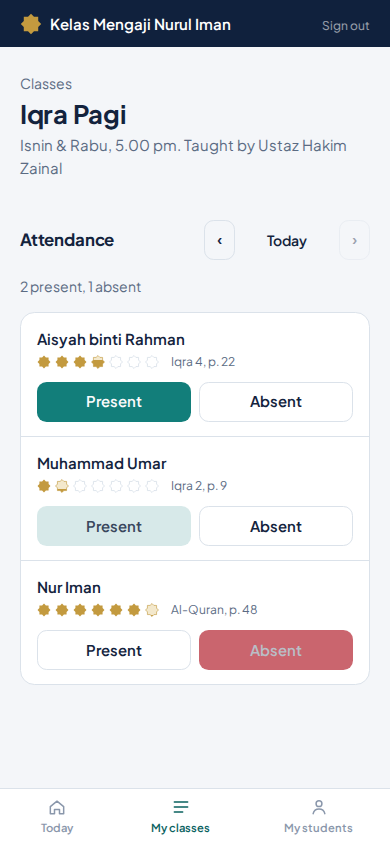 Kelas Mengaji Nurul Iman
Sign out
Classes
Iqra Pagi
Isnin & Rabu, 5.00 pm. Taught by Ustaz Hakim
Zainal
Attendance
‹
Today
›
2 present, 1 absent
Aisyah binti Rahman
Iqra 4, p. 22
Present
Absent
Muhammad Umar
Iqra 2, p. 9
Present
Absent
Nur Iman
Al-Quran, p. 48
Present
Absent
Today
My classes
My students